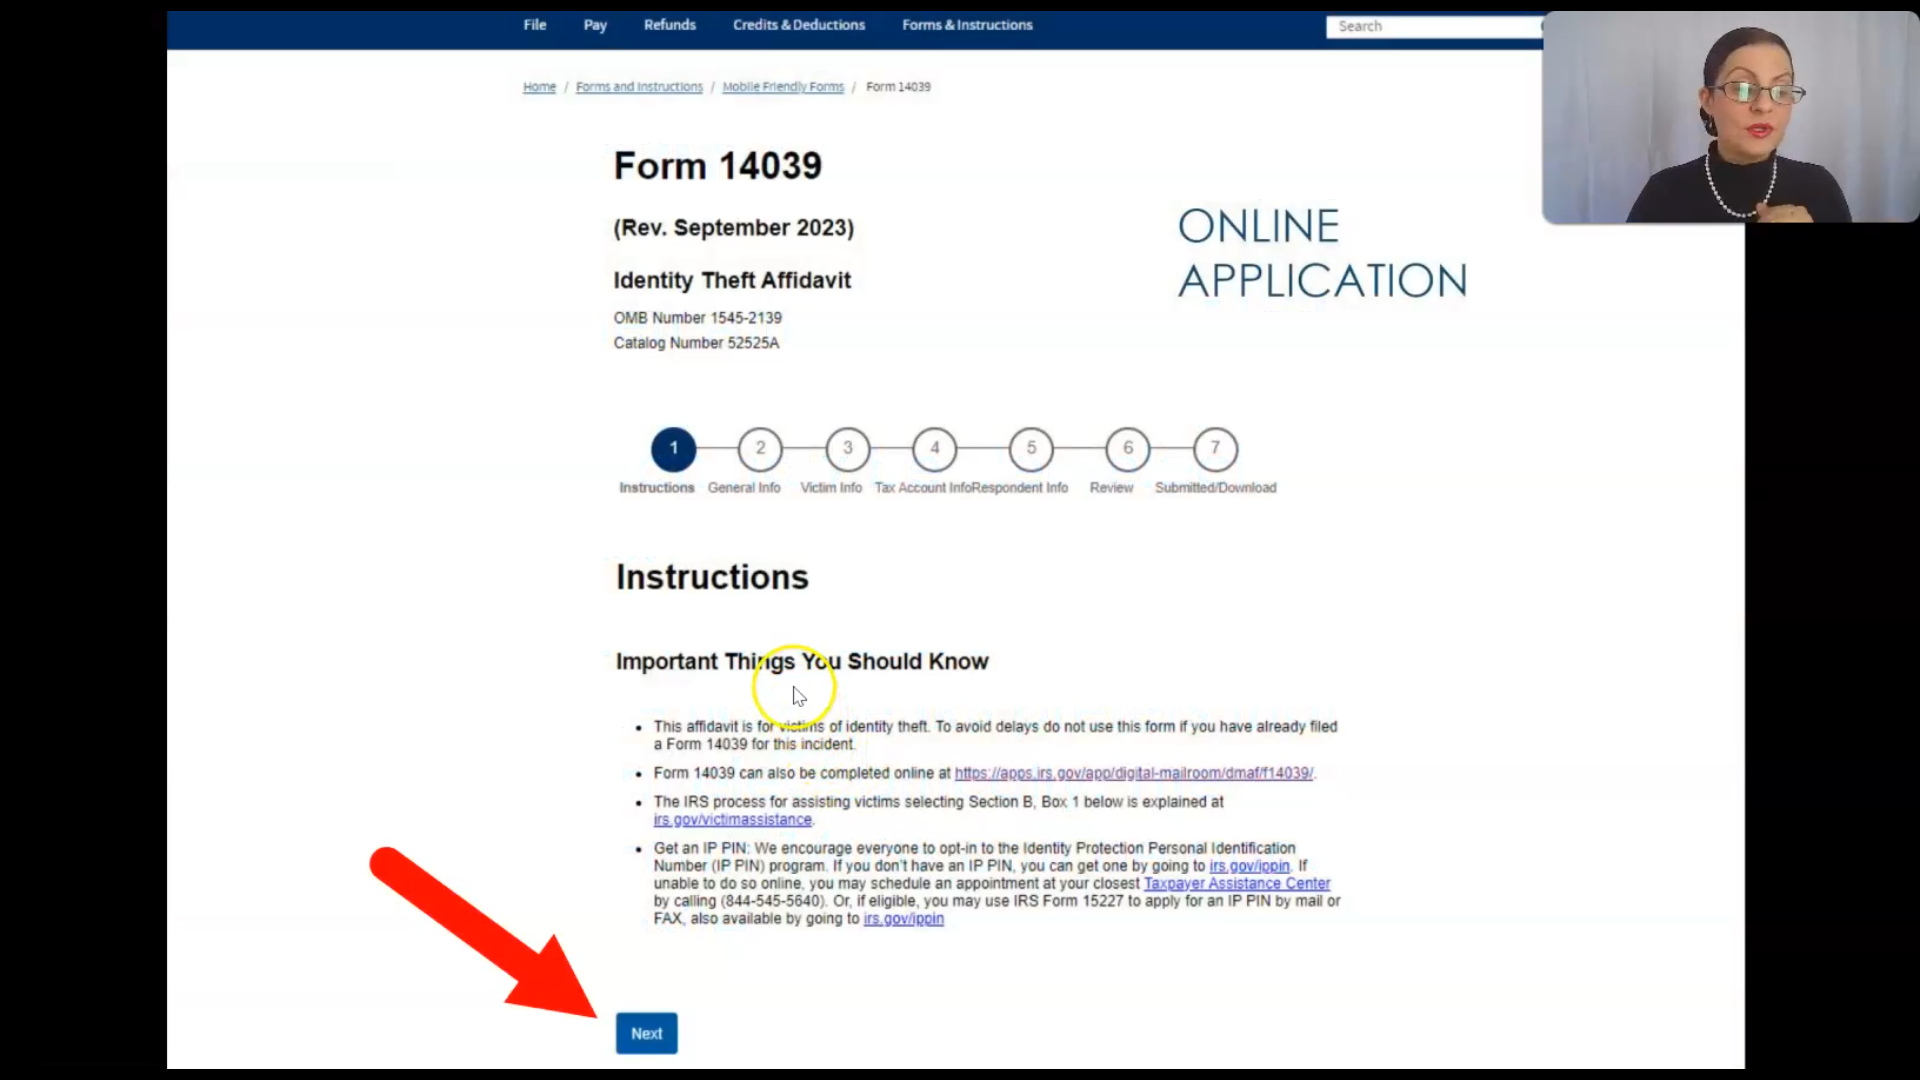 File Pay Refunds Credits & Deductions Forms & Instructions Search
Home / Forms and Instructions / Mobile Friendly Forms / Form 14039
Form 14039
(Rev. September 2023)
Identity Theft Affidavit
OMB Number 1545-2139
Catalog Number 52525A
ONLINE
APPLICATION
1 2 3 4 5 6 7
Instructions General Info Victim Info Tax Account Info Respondent Info Review Submitted/Download
Instructions
Important Things You Should Know
• This affidavit is for victims of identity theft. To avoid delays do not use this form if you have already filed
a Form 14039 for this incident.
• Form 14039 can also be completed online at https://apps.irs.gov/app/digital-mailroom/dmaf/f14039/.
• The IRS process for assisting victims selecting Section B, Box 1 below is explained at
irs.gov/victimassistance.
• Get an IP PIN: We encourage everyone to opt-in to the Identity Protection Personal Identification
Number (IP PIN) program. If you don't have an IP PIN, you can get one by going to irs.gov/ippin. If
unable to do so online, you may schedule an appointment at your closest Taxpayer Assistance Center
by calling (844-545-5640). Or, if eligible, you may use IRS Form 15227 to apply for an IP PIN by mail or
FAX, also available by going to irs.gov/ippin
Next